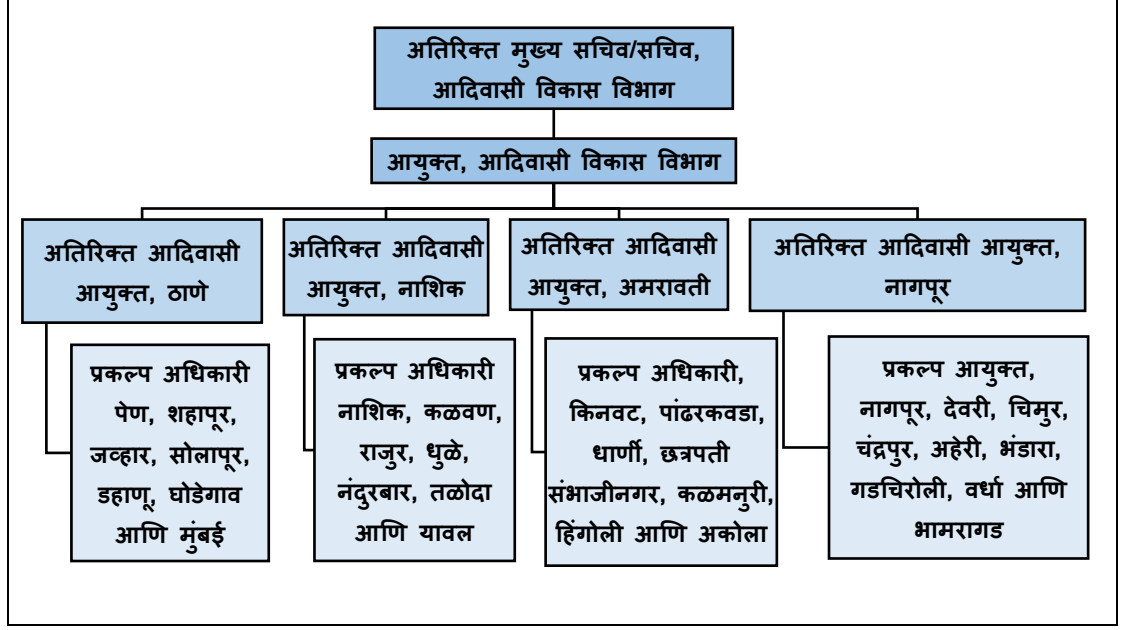 अतिरिक्त मुख्य सचिव/सचिव,
आदिवासी विकास विभाग
आयुक्त, आदिवासी विकास विभाग
अतिरिक्त आदिवासी
आयुक्त, ठाणे
अतिरिक्त आदिवासी
आयुक्त, नाशिक
अतिरिक्त आदिवासी
आयुक्त, अमरावती
अतिरिक्त आदिवासी आयुक्त,
नागपूर
प्रकल्प अधिकारी
पेण, शहापूर,
जव्हार, सोलापूर,
डहाणू, घोडेगाव
आणि मुंबई
प्रकल्प अधिकारी
नाशिक, कळवण,
राजुर, धुळे,
नंदुरबार, तळोदा
आणि यावल
प्रकल्प अधिकारी,
किनवट, पांढरकवडा,
धार्णी, छत्रपती
संभाजीनगर, कळमनुरी,
हिंगोली आणि अकोला
प्रकल्प आयुक्त,
नागपूर, देवरी, चिमुर,
चंद्रपुर, अहेरी, भंडारा,
गडचिरोली, वर्धा आणि
भामरागड